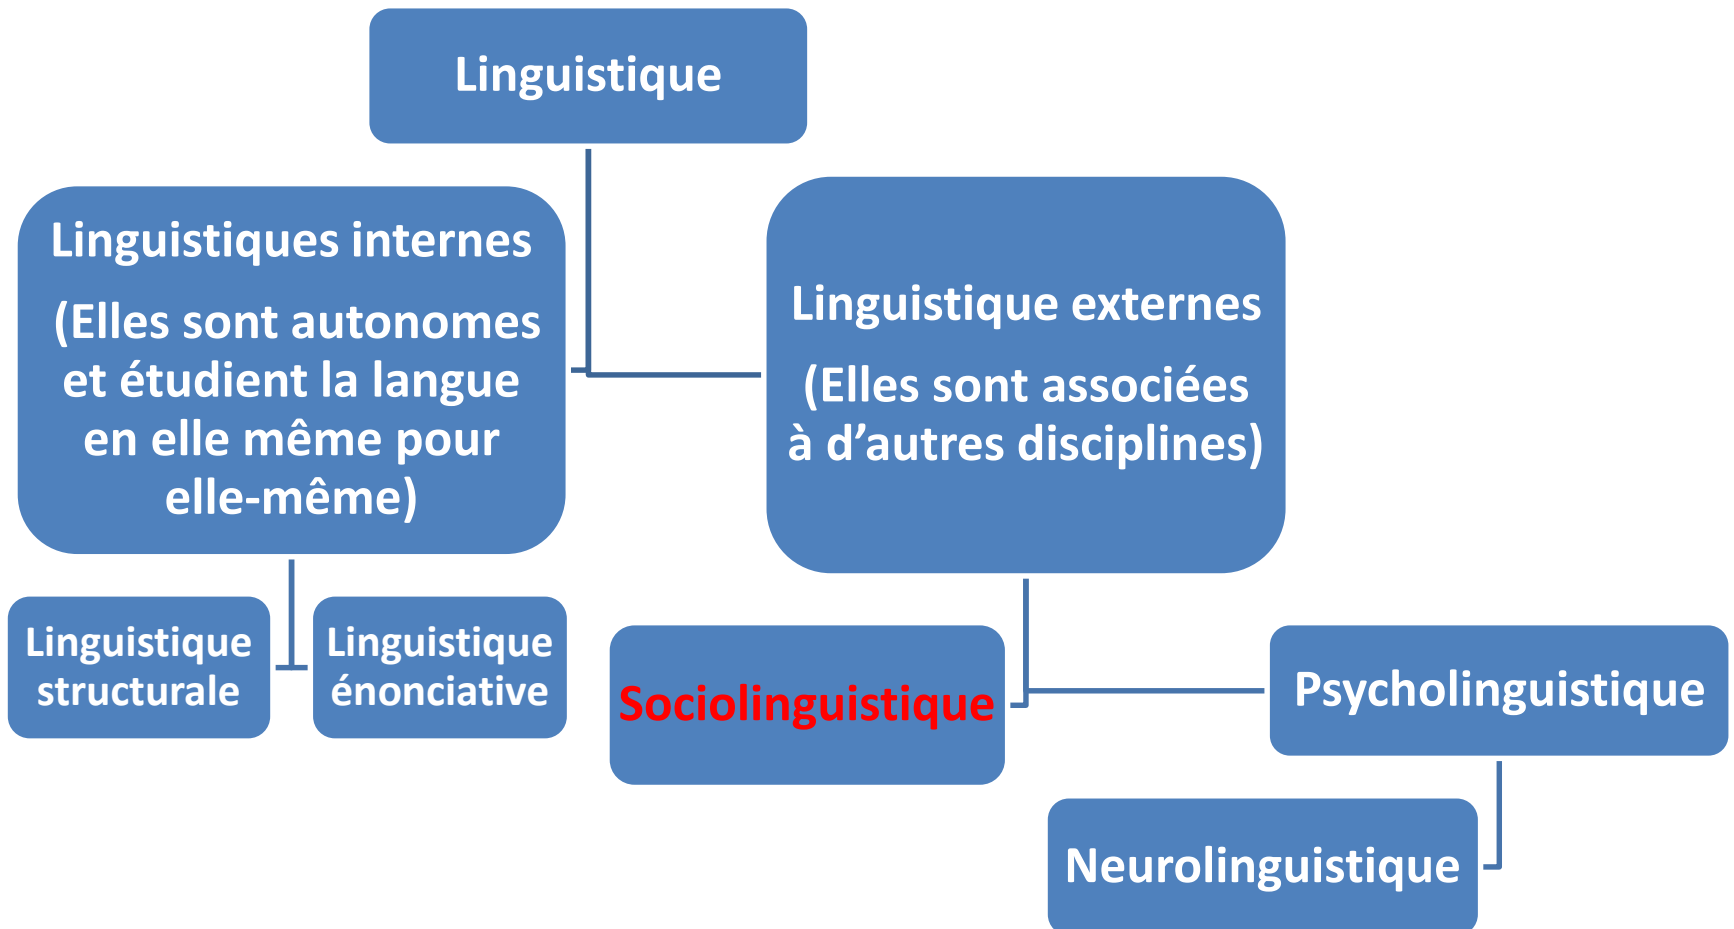 Linguistique
Linguistiques internes
(Elles sont autonomes
et étudient la langue
en elle même pour
elle-même)
Linguistique externes
(Elles sont associées
à d’autres disciplines)
Linguistique
structurale
Linguistique
énonciative
Sociolinguistique
Psycholinguistique
Neurolinguistique